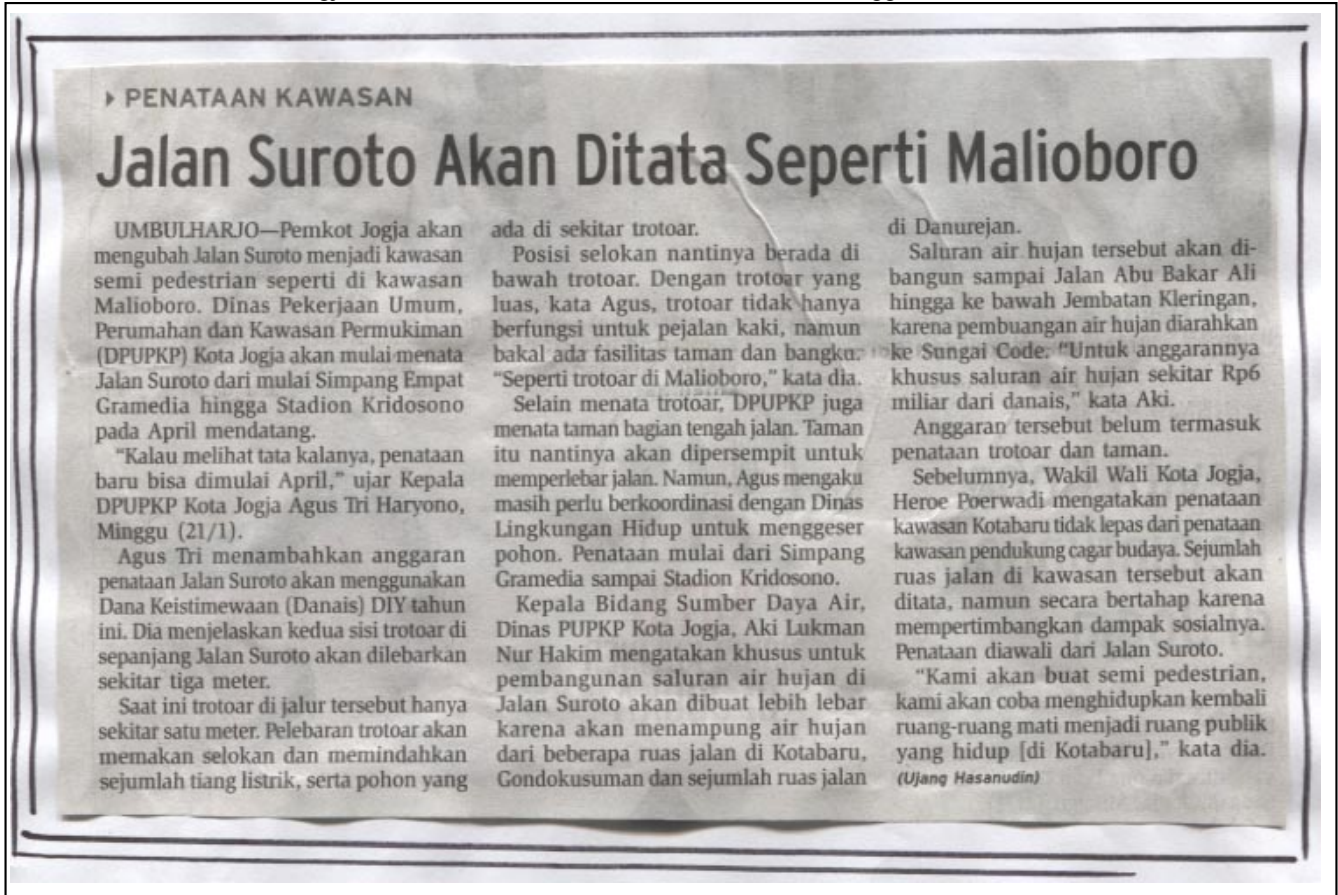 PENATAAN KAWASAN
Jalan Suroto Akan Ditata Seperti Malioboro
UMBULHARJO—Pemkot Jogja akan
mengubah Jalan Suroto menjadi kawasan
semi pedestrian seperti di kawasan
Malioboro. Dinas Pekerjaan Umum,
Perumahan dan Kawasan Permukiman
(DPUPKP) Kota Jogja akan mulai menata
Jalan Suroto dari mulai Simpang Empat
Gramedia hingga Stadion Kridosono
pada April mendatang.
“Kalau melihat tata kalanya, penataan
baru bisa dimulai April,” ujar Kepala
DPUPKP Kota Jogja Agus Tri Haryono,
Minggu (21/1).
Agus Tri menambahkan anggaran
penataan Jalan Suroto akan menggunakan
Dana Keistimewaan (Danais) DIY tahun
ini. Dia menjelaskan kedua sisi trotoar di
sepanjang Jalan Suroto akan dilebarkan
sekitar tiga meter.
Saat ini trotoar di jalur tersebut hanya
sekitar satu meter. Pelebaran trotoar akan
memakan selokan dan memindahkan
sejumlah tiang listrik, serta pohon yang
ada di sekitar trotoar.
Posisi selokan nantinya berada di
bawah trotoar. Dengan trotoar yang
luas, kata Agus, trotoar tidak hanya
berfungsi untuk pejalan kaki, namun
bakal ada fasilitas taman dan bangku.
“Seperti trotoar di Malioboro,” kata dia.
Selain menata trotoar, DPUPKP juga
menata taman bagian tengah jalan. Taman
itu nantinya akan dipersempit untuk
memperlebar jalan. Namun, Agus mengaku
masih perlu berkoordinasi dengan Dinas
Lingkungan Hidup untuk menggeser
pohon. Penataan mulai dari Simpang
Gramedia sampai Stadion Kridosono.
Kepala Bidang Sumber Daya Air,
Dinas PUPKP Kota Jogja, Aki Lukman
Nur Hakim mengatakan khusus untuk
pembangunan saluran air hujan di
Jalan Suroto akan dibuat lebih lebar
karena akan menampung air hujan
dari beberapa ruas jalan di Kotabaru,
Gondokusuman dan sejumlah ruas jalan
di Danurejan.
Saluran air hujan tersebut akan di-
bangun sampai Jalan Abu Bakar Ali
hingga ke bawah Jembatan Kleringan,
karena pembuangan air hujan diarahkan
ke Sungai Code. “Untuk anggarannya
khusus saluran air hujan sekitar Rp6
miliar dari danais,” kata Aki.
Anggaran tersebut belum termasuk
penataan trotoar dan taman.
Sebelumnya, Wakil Wali Kota Jogja,
Heroe Poerwadi mengatakan penataan
kawasan Kotabaru tidak lepas dari penataan
kawasan pendukung cagar budaya. Sejumlah
ruas jalan di kawasan tersebut akan
ditata, namun secara bertahap karena
mempertimbangkan dampak sosialnya.
Penataan diawali dari Jalan Suroto.
“Kami akan buat semi pedestrian,
kami akan coba menghidupkan kembali
ruang-ruang mati menjadi ruang publik
yang hidup [di Kotabaru],” kata dia.
(Ujang Hasanudin)